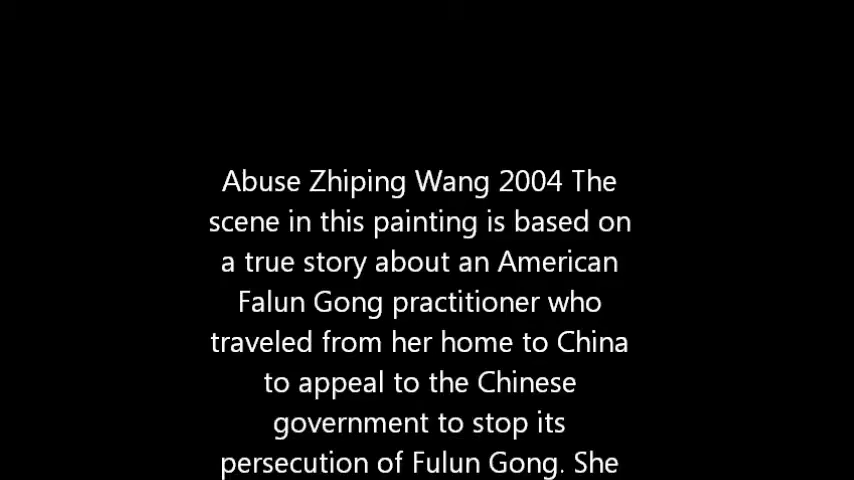 Abuse Zhiping Wang 2004 The
scene in this painting is based on
a true story about an American
Falun Gong practitioner who
traveled from her home to China
to appeal to the Chinese
government to stop its
persecution of Fulun Gong. She